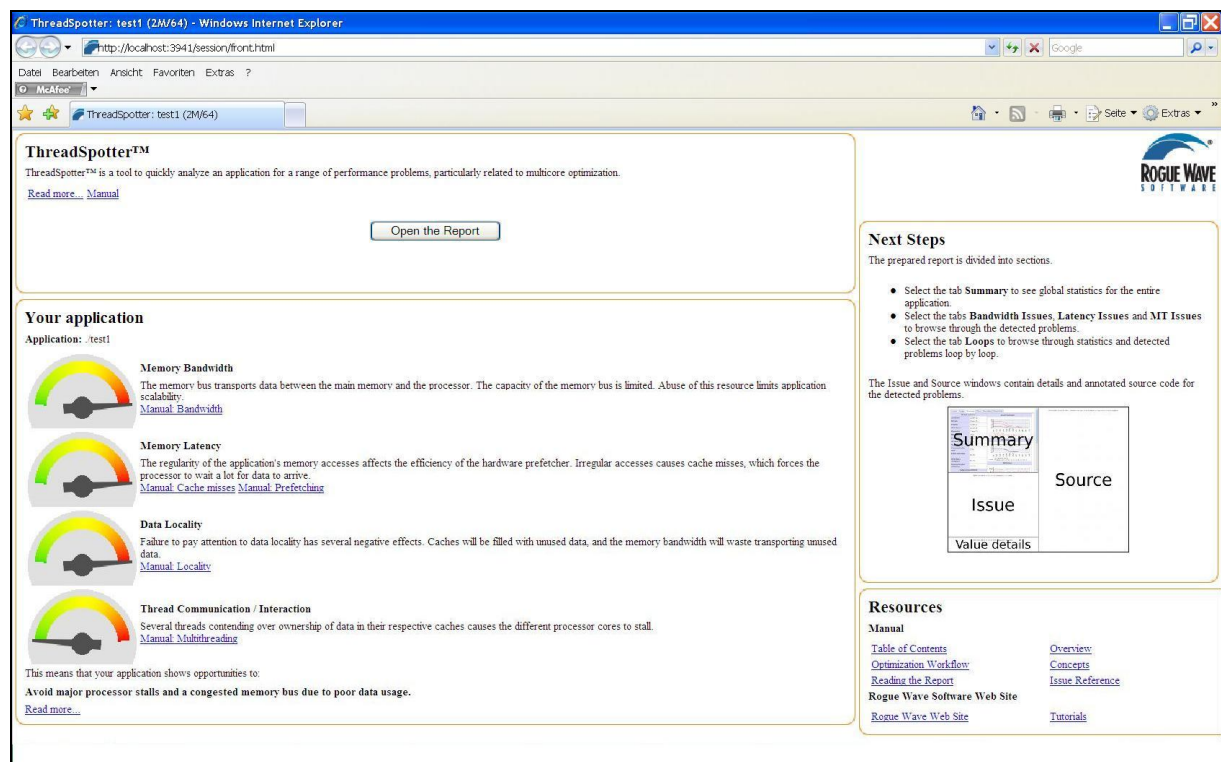 ThreadSpotter: test1 (2M/64) - Windows Internet Explorer
http://localhost:3941/session/front.html
Google
Datei Bearbeiten Ansicht Favoriten Extras ?
McAfee
ThreadSpotter: test1 (2M/64)
Seite
Extras
»
ThreadSpotter™
ThreadSpotter™ is a tool to quickly analyze an application for a range of performance problems, particularly related to multicore optimization.
Read more... Manual
Open the Report
Your application
Application: ./test1
Memory Bandwidth
The memory bus transports data between the main memory and the processor. The capacity of the memory bus is limited. Abuse of this resource limits application
scalability.
Manual: Bandwidth
Memory Latency
The regularity of the application's memory accesses affects the efficiency of the hardware prefetcher. Irregular accesses causes cache misses, which forces the
processor to wait a lot for data to arrive.
Manual: Cache misses Manual: Prefetching
Data Locality
Failure to pay attention to data locality has several negative effects. Caches will be filled with unused data, and the memory bandwidth will waste transporting unused
data.
Manual: Locality
Thread Communication / Interaction
Several threads contending over ownership of data in their respective caches causes the different processor cores to stall.
Manual: Multithreading
This means that your application shows opportunities to:
Avoid major processor stalls and a congested memory bus due to poor data usage.
Read more...
ROGUE WAVE
SOFTWARE
Next Steps
The prepared report is divided into sections.
● Select the tab Summary to see global statistics for the entire
application.
● Select the tabs Bandwidth Issues, Latency Issues and MT Issues
to browse through the detected problems.
● Select the tab Loops to browse through statistics and detected
problems loop by loop.
The Issue and Source windows contain details and annotated source code for
the detected problems.
Summary
Source
Issue
Value details
Resources
Manual
Table of Contents Overview
Optimization Workflow Concepts
Reading the Report Issue Reference
Rogue Wave Software Web Site
Rogue Wave Web Site Tutorials